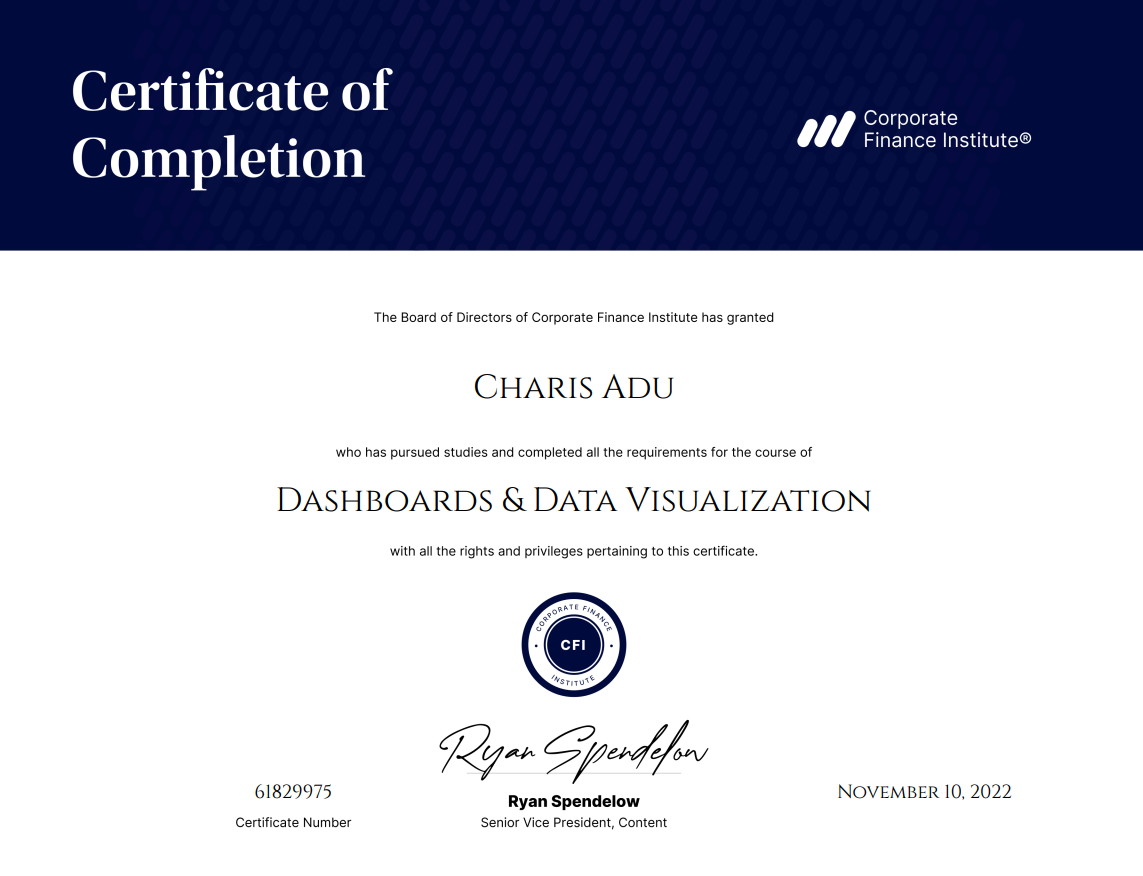 Certificate of
Completion
Corporate
Finance Institute®
The Board of Directors of Corporate Finance Institute has granted
Charis Adu
who has pursued studies and completed all the requirements for the course of
Dashboards & Data Visualization
with all the rights and privileges pertaining to this certificate.
CORPORATE FINANCE
CFI
INSTITUTE
Ryan Spendelow
61829975
Ryan Spendelow
November 10, 2022
Certificate Number
Senior Vice President, Content